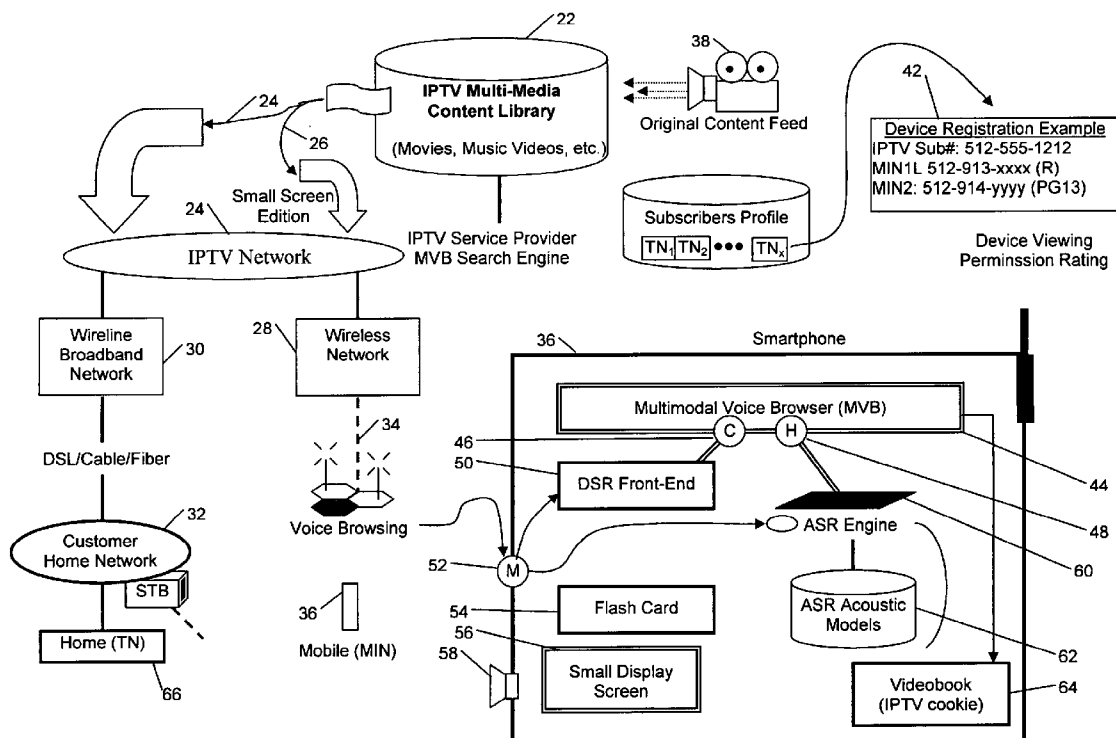 22
38
42
IPTV Multi-Media
Content Library
(Movies, Music Videos, etc.)
24
26
Original Content Feed
Device Registration Example
IPTV Sub#: 512-555-1212
MIN1L 512-913-xxxx (R)
MIN2: 512-914-yyyy (PG13)
Small Screen
Edition
24
IPTV Network
IPTV Service Provider
MVB Search Engine
Subscribers Profile
TN1 TN2 ●●● TNx
Device Viewing
Perminssion Rating
Wireline
Broadband
Network
30
28
Wireless
Network
36
Smartphone
Multimodal Voice Browser (MVB)
34
46
C
H
50
DSR Front-End
44
DSL/Cable/Fiber
Voice Browsing
ASR Engine
48
32
Customer
Home Network
STB
52
M
60
36
Mobile (MIN)
54
Flash Card
ASR Acoustic
Models
56
62
Home (TN)
66
58
Small Display
Screen
Videobook
(IPTV cookie)
64